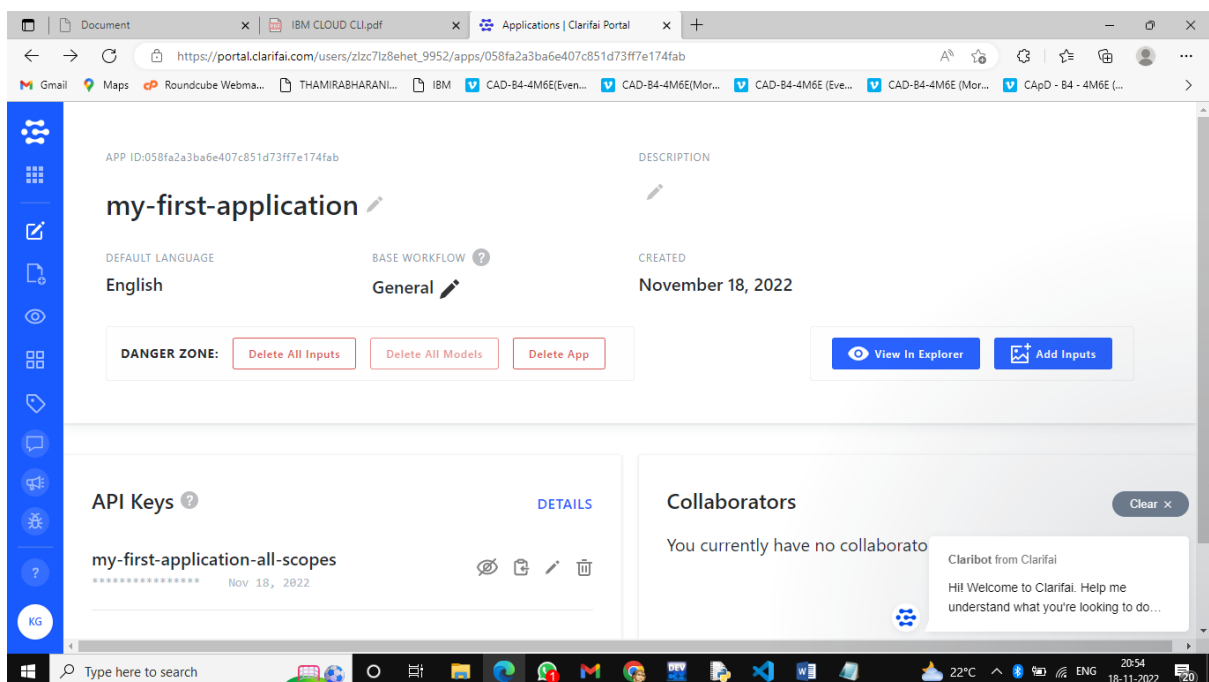 Document
IBM CLOUD CLI.pdf
Applications | Clarifai Portal
https://portal.clarifai.com/users/zlzc7lz8ehet_9952/apps/058fa2a3ba6e407c851d73ff7e174fab
Gmail Maps Roundcube Webma... THAMIRABHARANI... IBM CAD-B4-4M6E(Even... CAD-B4-4M6E(Mor... CAD-B4-4M6E (Eve... CAD-B4-4M6E (Mor... CApD - B4 - 4M6E (...
APP ID:058fa2a3ba6e407c851d73ff7e174fab
DESCRIPTION
my-first-application
DEFAULT LANGUAGE
BASE WORKFLOW ?
CREATED
English
General
November 18, 2022
DANGER ZONE: Delete All Inputs Delete All Models Delete App
View In Explorer Add Inputs
API Keys ?
DETAILS
my-first-application-all-scopes
**************** Nov 18, 2022
Collaborators
Clear ×
You currently have no collaborato
Claribot from Clarifai
Hi! Welcome to Clarifai. Help me
understand what you're looking to do...
?
KG
Type here to search
DEV
22°C ENG 20:54
18-11-2022
20